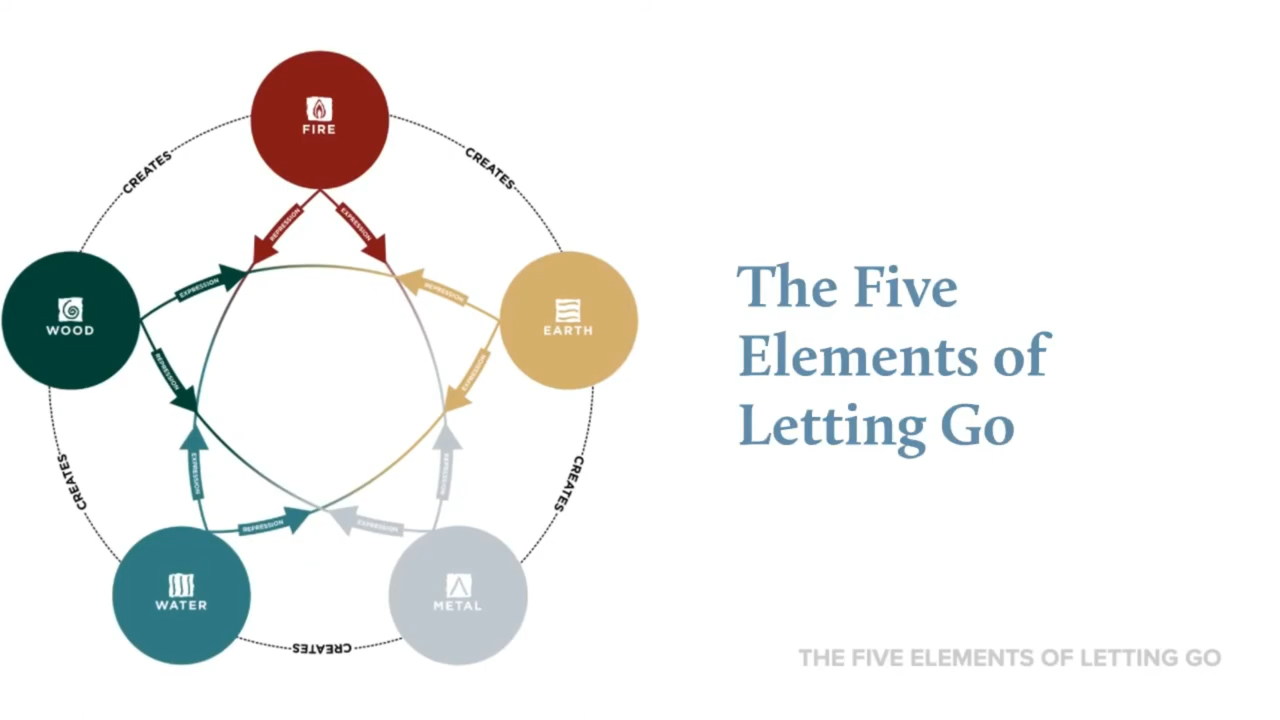 FIRE
CREATES
CREATES
REPRESSION
EXPRESSION
WOOD
EXPRESSION
REPRESSION
EARTH
REPRESSION
EXPRESSION
The Five
Elements of
Letting Go
CREATES
CREATES
EXPRESSION
REPRESSION
REPRESSION
EXPRESSION
WATER
METAL
CREATES
THE FIVE ELEMENTS OF LETTING GO